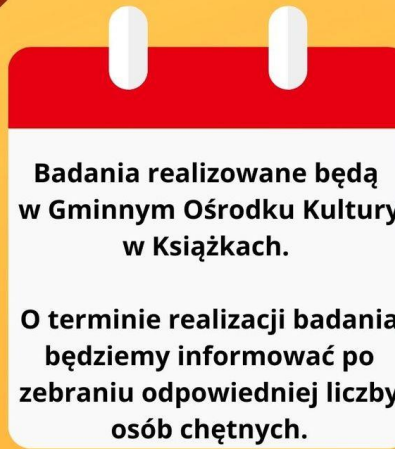 Badania realizowane będą
w Gminnym Ośrodku Kultury
w Książkach.
O terminie realizacji badania
będziemy informować po
zebraniu odpowiedniej liczby
osób chętnych.